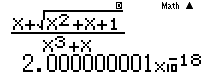 D Math ▲
x+√x²+x+1
x³+x
2.000000001×10¹⁸